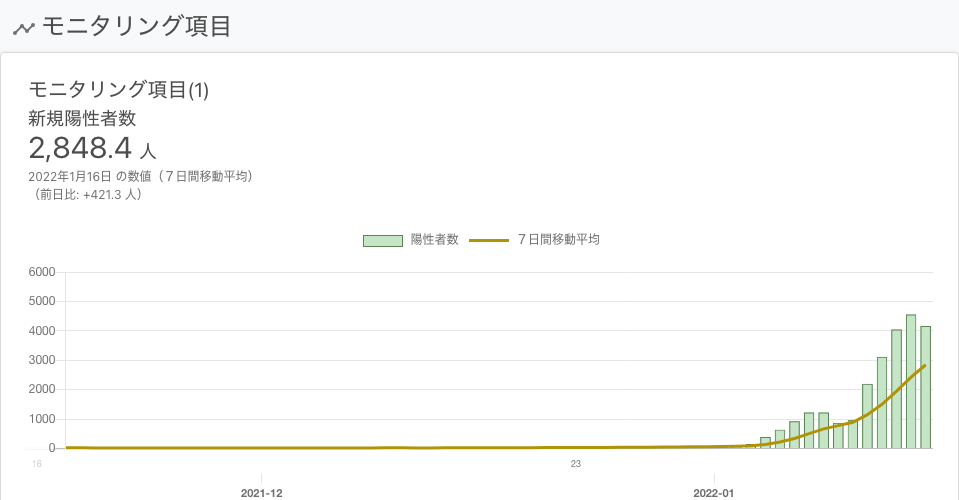 モニタリング項目
モニタリング項目(1)
新規陽性者数
2,848.4 人
2022年1月16日 の数値（７日間移動平均）
（前日比: +421.3 人）
陽性者数 ７日間移動平均
6000
5000
4000
3000
2000
1000
0
16 23
2021-12 2022-01